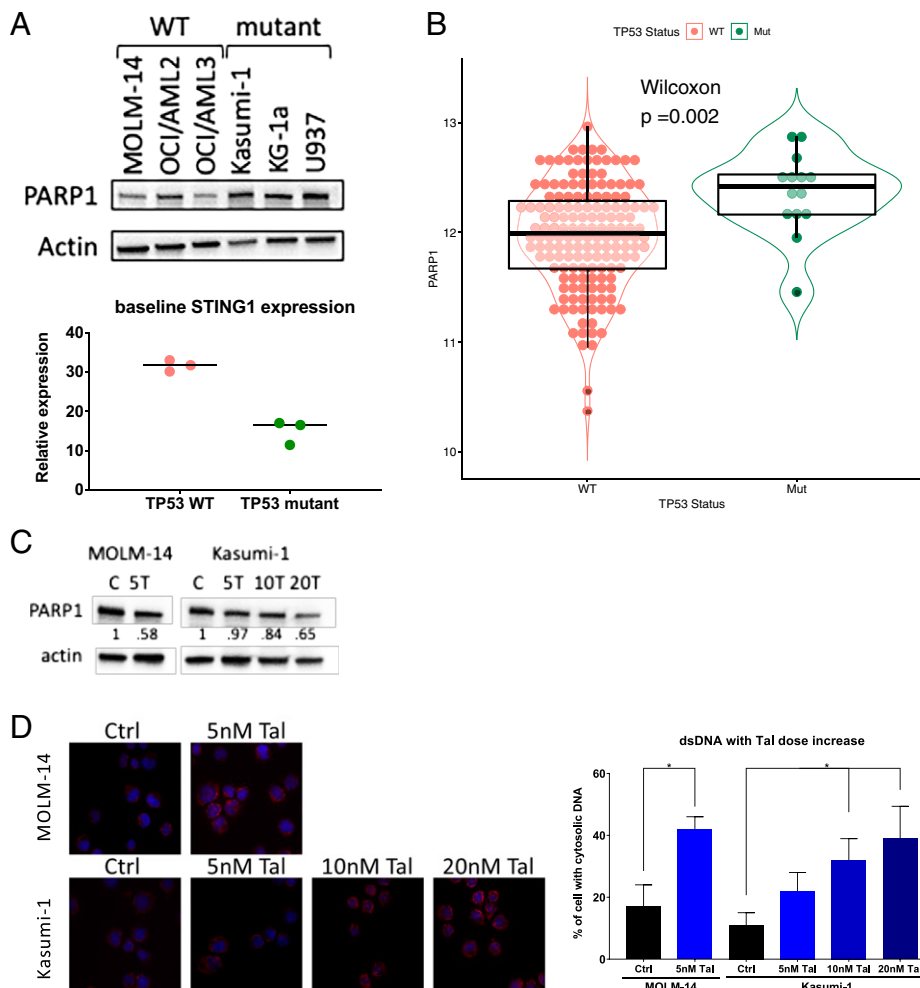 A
WT mutant
MOLM-14 OCI/AML2 OCI/AML3 Kasumi-1 KG-1a U937
PARP1
Actin
baseline STING1 expression
Relative expression
40
30
20
10
0
TP53 WT TP53 mutant
B
TP53 Status WT Mut
Wilcoxon
p =0.002
PARP1
13
12
11
10
WT Mut
TP53 Status
C
MOLM-14 Kasumi-1
C 5T C 5T 10T 20T
PARP1
1 .58 1 .97 .84 .65
actin
D
Ctrl 5nM Tal
MOLM-14
Ctrl 5nM Tal 10nM Tal 20nM Tal
Kasumi-1
dsDNA with Tal dose increase
% of cell with cytosolic DNA
60
40
20
0
* *
Ctrl 5nM Tal Ctrl 5nM Tal 10nM Tal 20nM Tal
MOLM-14 Kasumi-1